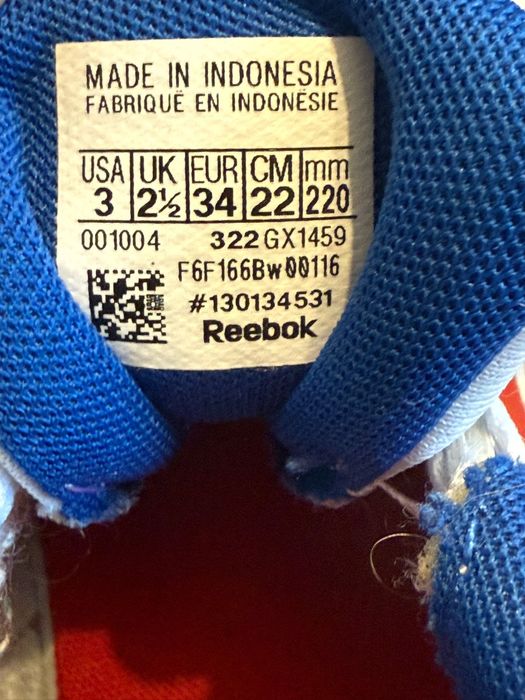 MADE IN INDONESIA
FABRIQUÉ EN INDONÉSIE
USA UK EUR CM mm
3 2½ 34 22 220
001004 322 GX1459
F6F166Bw00116
#130134531
Reebok